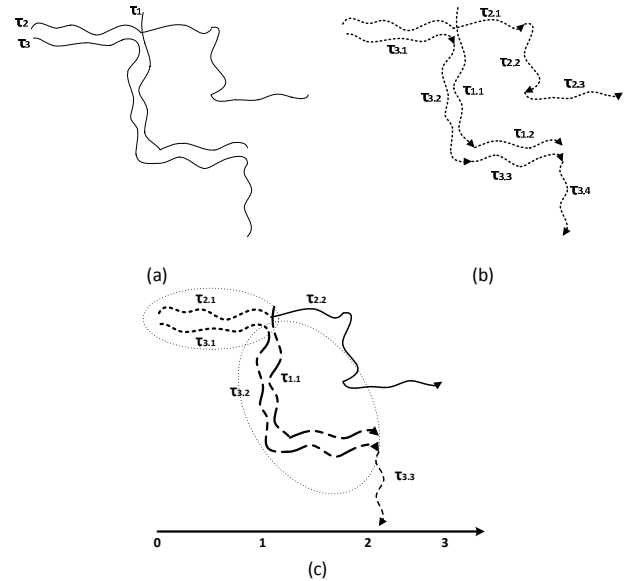 τ1
τ2
τ3
τ2.1
τ3.1
τ2.2
τ2.3
τ3.2
τ1.1
τ1.2
τ3.3
τ3.4
(a)
(b)
τ2.1
τ2.2
τ3.1
τ1.1
τ3.2
τ3.3
0 1 2 3
(c)